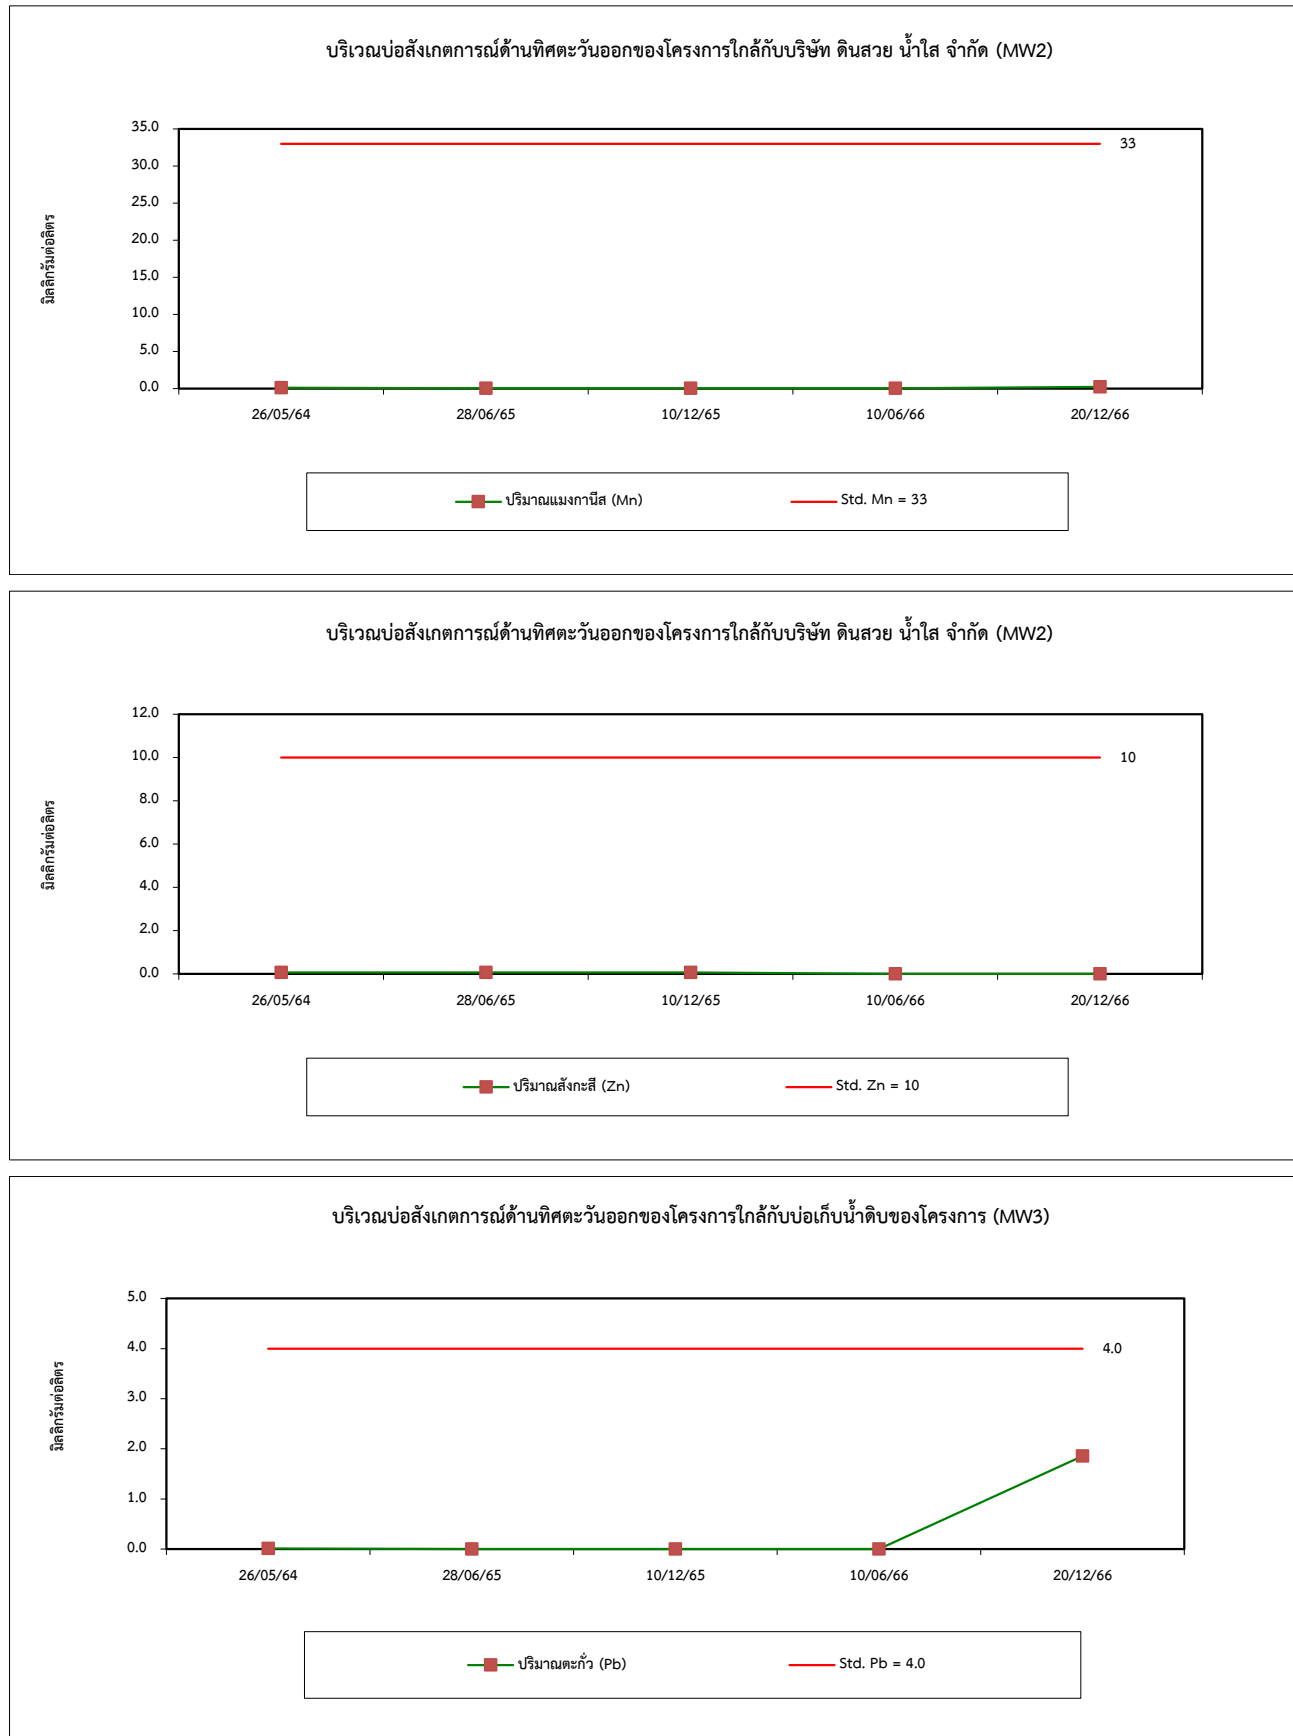 บริเวณบ่อสังเกตการณ์ด้านทิศตะวันออกของโครงการใกล้กับบริษัท ดินสวย น้ำใส จำกัด (MW2)
มิลลิกรัมต่อลิตร
35.0
30.0
25.0
20.0
15.0
10.0
5.0
0.0
33
26/05/64 28/06/65 10/12/65 10/06/66 20/12/66
ปริมาณแมงกานีส (Mn) Std. Mn = 33
บริเวณบ่อสังเกตการณ์ด้านทิศตะวันออกของโครงการใกล้กับบริษัท ดินสวย น้ำใส จำกัด (MW2)
มิลลิกรัมต่อลิตร
12.0
10.0
8.0
6.0
4.0
2.0
0.0
10
26/05/64 28/06/65 10/12/65 10/06/66 20/12/66
ปริมาณสังกะสี (Zn) Std. Zn = 10
บริเวณบ่อสังเกตการณ์ด้านทิศตะวันออกของโครงการใกล้กับบ่อเก็บน้ำดิบของโครงการ (MW3)
มิลลิกรัมต่อลิตร
5.0
4.0
3.0
2.0
1.0
0.0
4.0
26/05/64 28/06/65 10/12/65 10/06/66 20/12/66
ปริมาณตะกั่ว (Pb) Std. Pb = 4.0